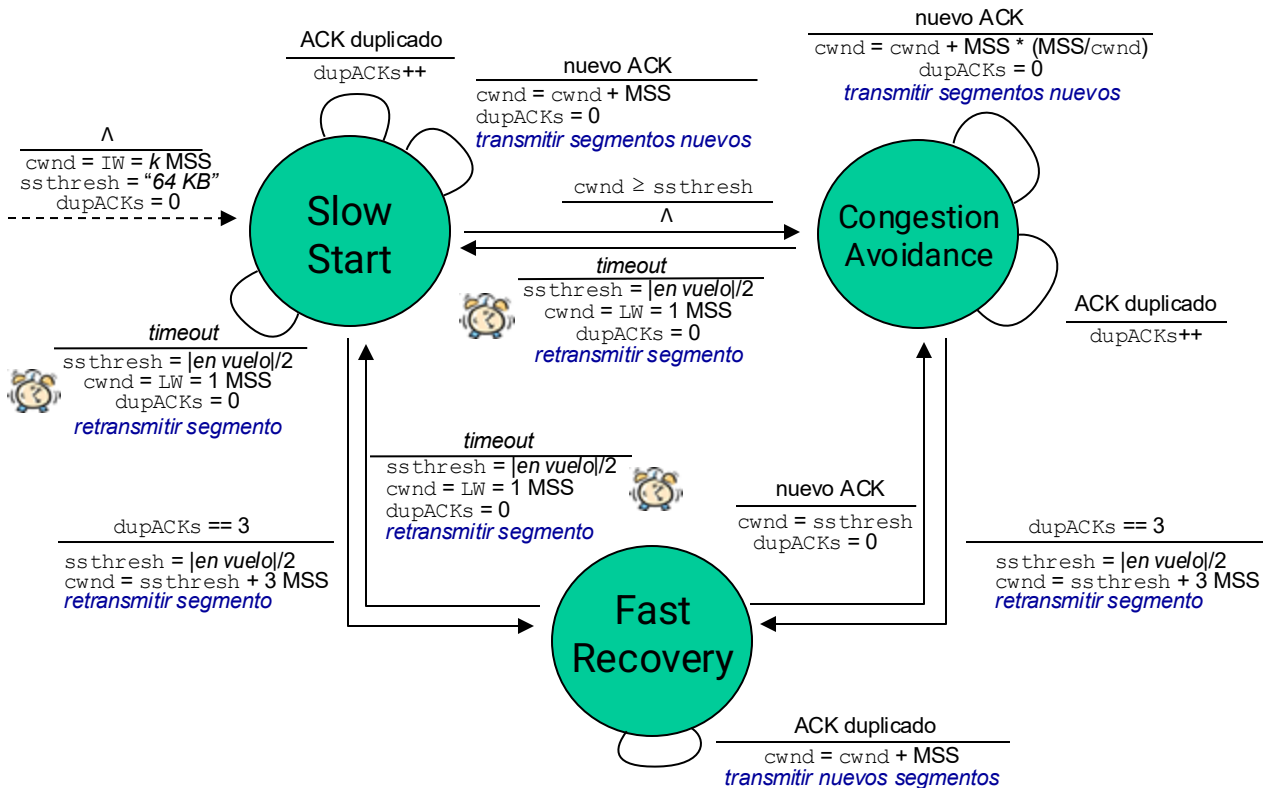 ACK duplicado
dupACKs++
nuevo ACK
cwnd = cwnd + MSS
dupACKs = 0
transmitir segmentos nuevos
nuevo ACK
cwnd = cwnd + MSS * (MSS/cwnd)
dupACKs = 0
transmitir segmentos nuevos
Λ
cwnd = IW = k MSS
ssthresh = “64 KB”
dupACKs = 0
Slow
Start
cwnd ≥ ssthresh
Λ
Congestion
Avoidance
timeout
ssthresh = |en vuelo|/2
cwnd = LW = 1 MSS
dupACKs = 0
retransmitir segmento
ACK duplicado
dupACKs++
timeout
ssthresh = |en vuelo|/2
cwnd = LW = 1 MSS
dupACKs = 0
retransmitir segmento
timeout
ssthresh = |en vuelo|/2
cwnd = LW = 1 MSS
dupACKs = 0
retransmitir segmento
nuevo ACK
cwnd = ssthresh
dupACKs = 0
dupACKs == 3
ssthresh = |en vuelo|/2
cwnd = ssthresh + 3 MSS
retransmitir segmento
dupACKs == 3
ssthresh = |en vuelo|/2
cwnd = ssthresh + 3 MSS
retransmitir segmento
Fast
Recovery
ACK duplicado
cwnd = cwnd + MSS
transmitir nuevos segmentos